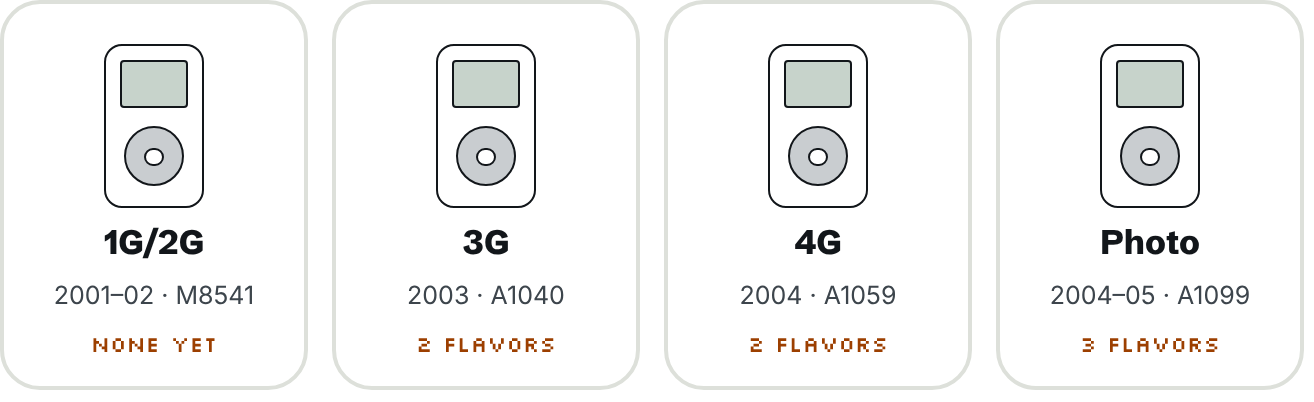 1G/2G
2001–02 · M8541
NONE YET
3G
2003 · A1040
2 FLAVORS
4G
2004 · A1059
2 FLAVORS
Photo
2004–05 · A1099
3 FLAVORS